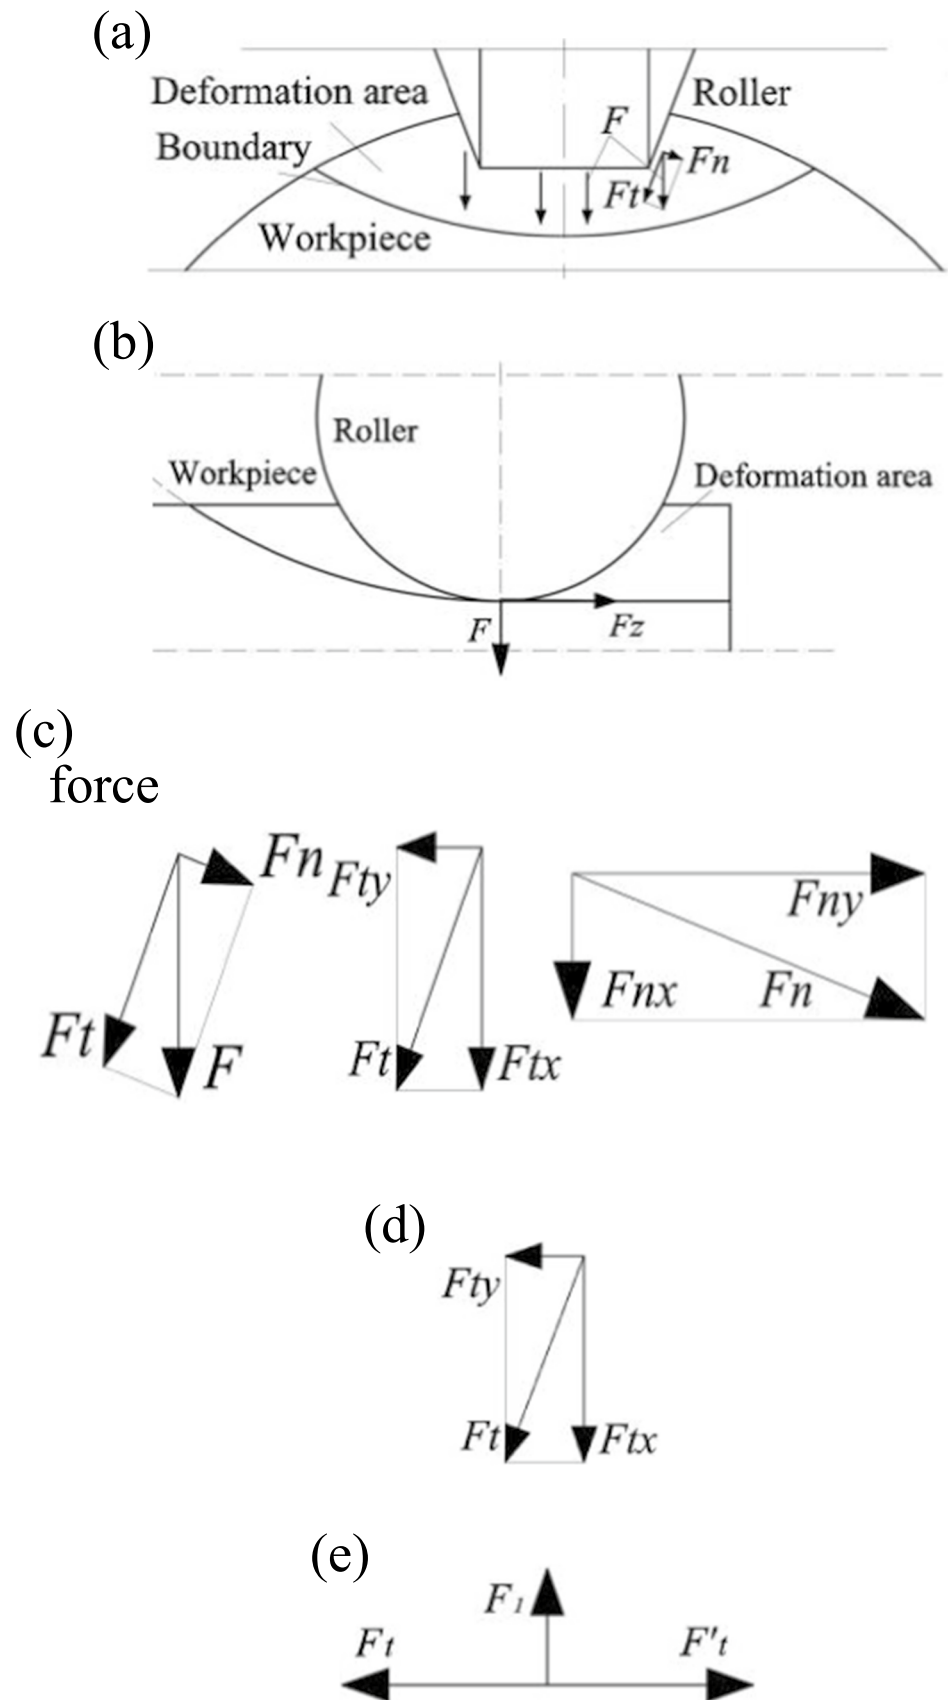 (a)
Deformation area
Roller
F
Boundary
Fn
Ft
Workpiece
(b)
Roller
Workpiece
Deformation area
F
Fz
(c)
force
Fn
Fty
Fny
Fnx
Fn
Ft
F
Ft
Ftx
(d)
Fty
Ft
Ftx
(e)
F1
Ft
F't